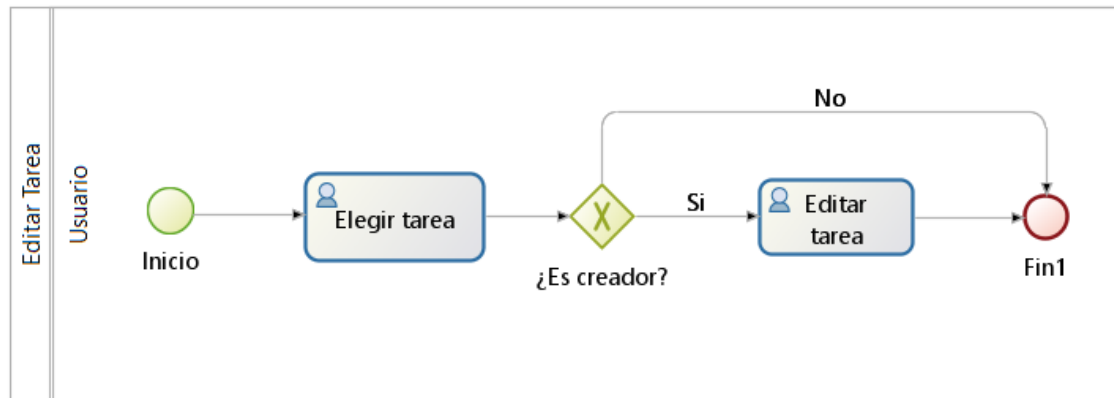 Editar Tarea
Usuario
Inicio
Elegir tarea
¿Es creador?
No
Si
Editar
tarea
Fin1